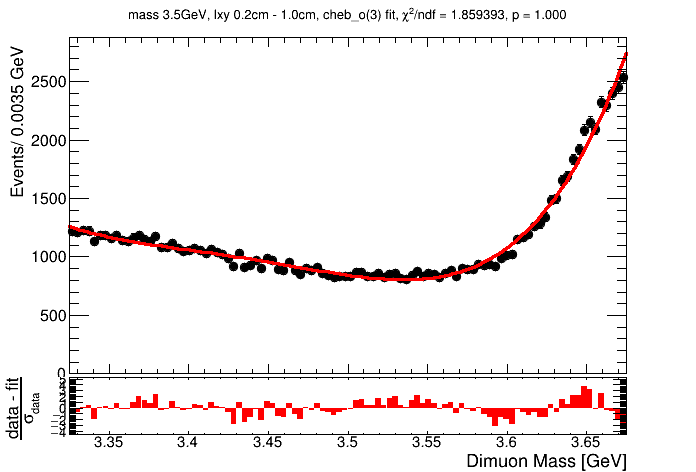 mass 3.5GeV, lxy 0.2cm - 1.0cm, cheb_o(3) fit, χ²/ndf = 1.859393, p = 1.000
Events/ 0.0035 GeV
2500
2000
1500
1000
500
0
data - fit
σdata
3.35
3.4
3.45
3.5
3.55
3.6
3.65
Dimuon Mass [GeV]